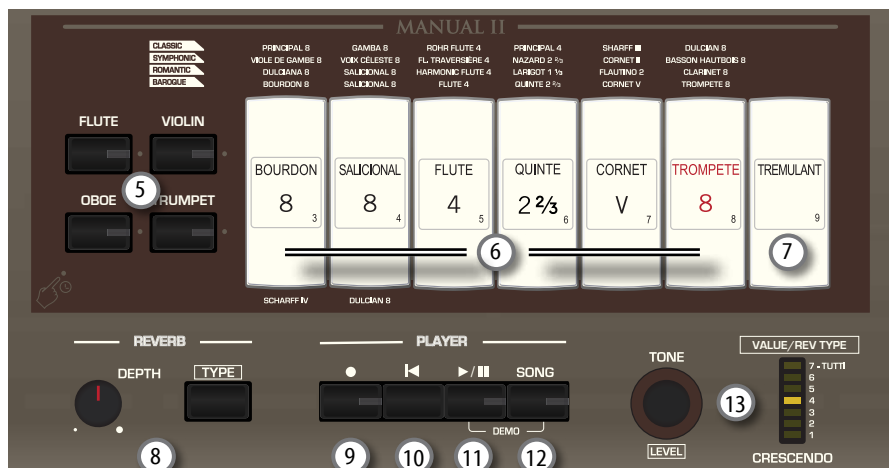 MANUAL II
CLASSIC
SYMPHONIC
ROMANTIC
BAROQUE
PRINCIPAL 8
VIOLE DE GAMBE 8
DULCIANA 8
BOURDON 8
GAMBA 8
VOIX CÉLESTE 8
SALICIONAL 8
SALICIONAL 8
ROHR FLUTE 4
FL. TRAVERSIÈRE 4
HARMONIC FLUTE 4
FLUTE 4
PRINCIPAL 4
NAZARD 2 2/3
LARIGOT 1 1/3
QUINTE 2 2/3
SHARFF III
CORNET II
FLAUTINO 2
CORNET V
DULCIAN 8
BASSON HAUTBOIS 8
CLARINET 8
TROMPETE 8
FLUTE VIOLIN
5
OBOE TRUMPET
BOURDON
8
3
SALICIONAL
8
4
FLUTE
4
5
QUINTE
2 2/3
6
CORNET
V
7
TROMPETE
8
8
TREMULANT
9
6
7
SCHARFF IV
DULCIAN 8
REVERB
DEPTH
TYPE
8
PLAYER
●
|◀
▶/❚❚
SONG
DEMO
9
10
11
12
TONE
LEVEL
13
VALUE/REV TYPE
7 - TUTTI
6
5
4
3
2
1
CRESCENDO